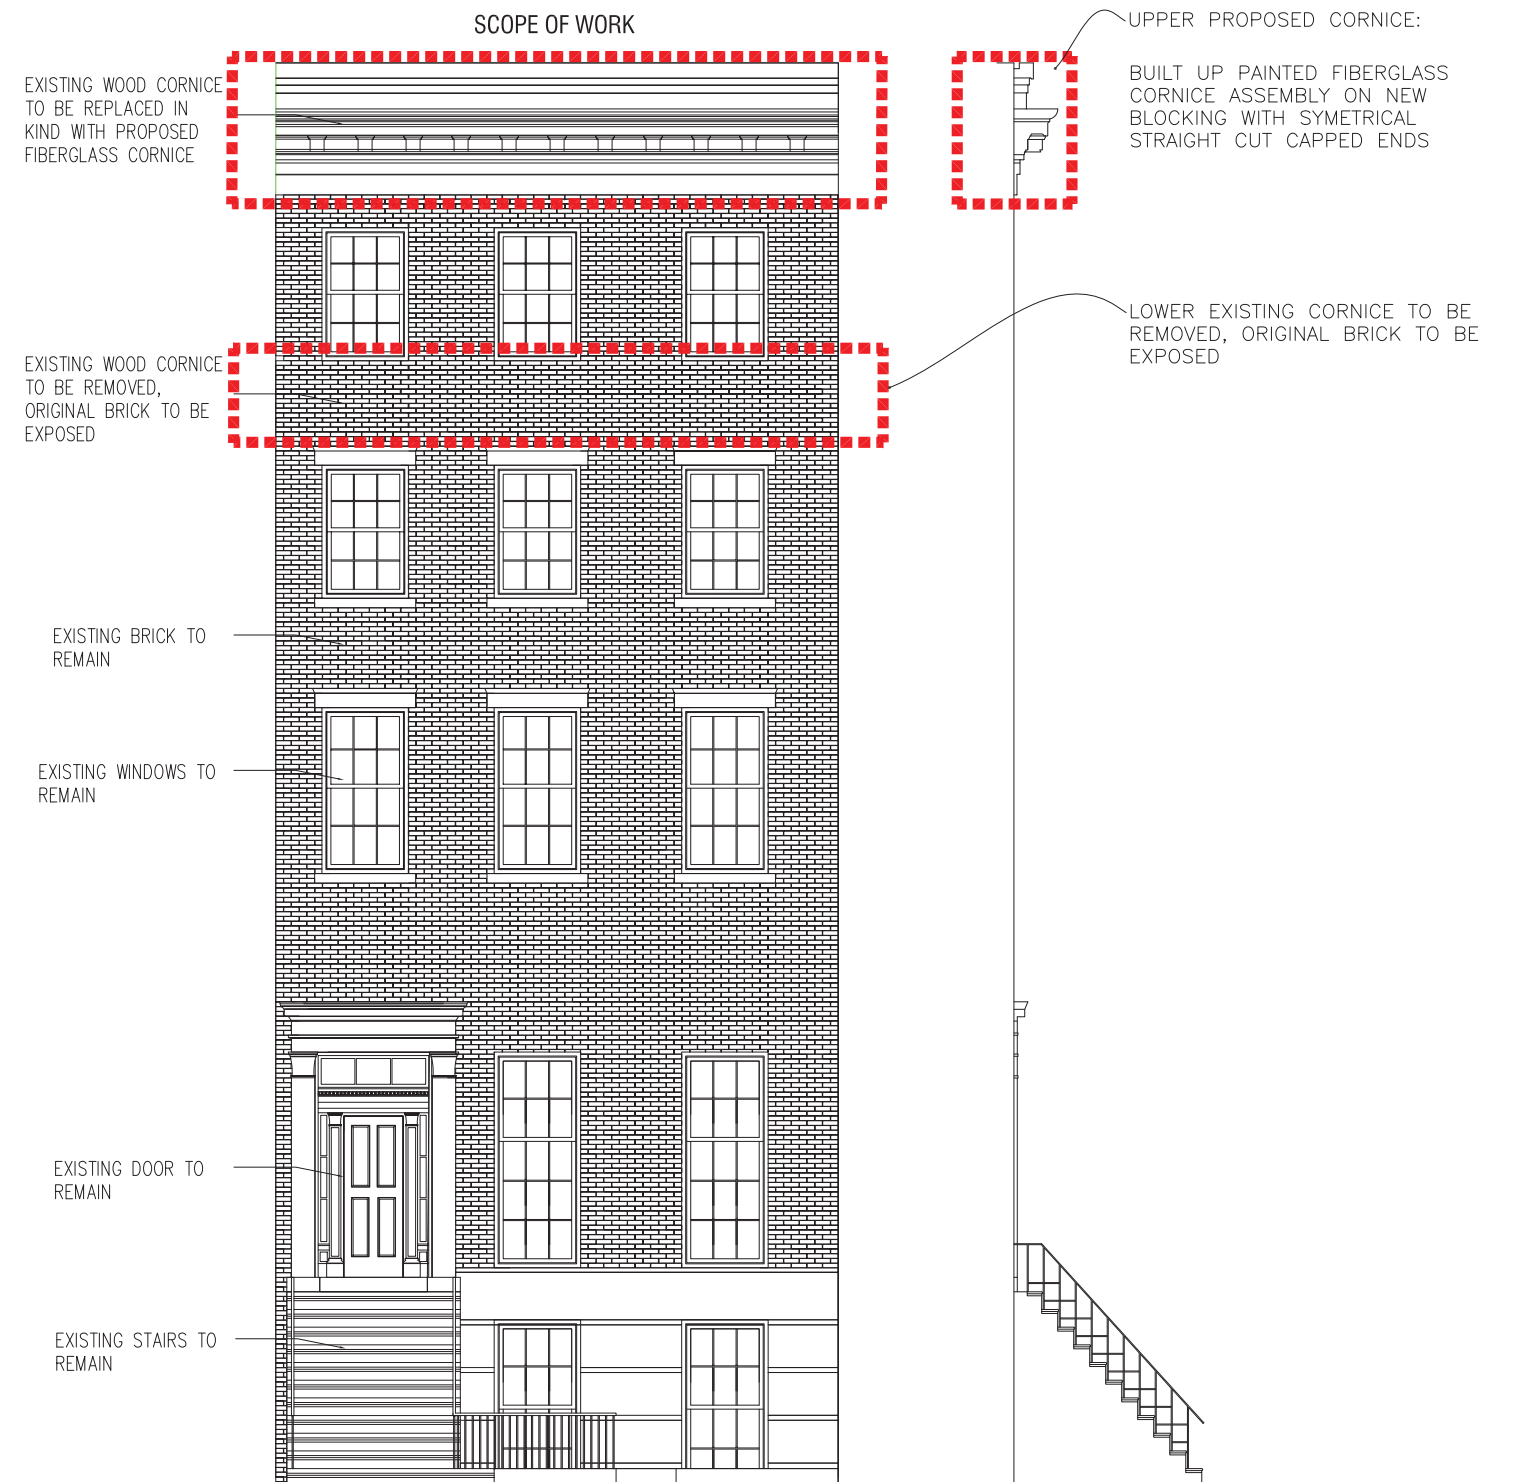 SCOPE OF WORK
UPPER PROPOSED CORNICE:
BUILT UP PAINTED FIBERGLASS
CORNICE ASSEMBLY ON NEW
BLOCKING WITH SYMETRICAL
STRAIGHT CUT CAPPED ENDS
EXISTING WOOD CORNICE
TO BE REPLACED IN
KIND WITH PROPOSED
FIBERGLASS CORNICE
LOWER EXISTING CORNICE TO BE
REMOVED, ORIGINAL BRICK TO BE
EXPOSED
EXISTING WOOD CORNICE
TO BE REMOVED,
ORIGINAL BRICK TO BE
EXPOSED
EXISTING BRICK TO
REMAIN
EXISTING WINDOWS TO
REMAIN
EXISTING DOOR TO
REMAIN
EXISTING STAIRS TO
REMAIN